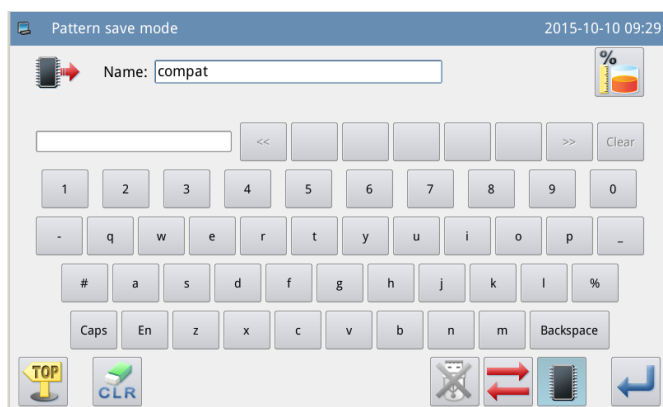 Pattern save mode 2015-10-10 09:29
%
Name: compat
<< >> Clear
1 2 3 4 5 6 7 8 9 0
- q w e r t y u i o p _
# a s d f g h j k l %
Caps En z x c v b n m Backspace
TOP
CLR